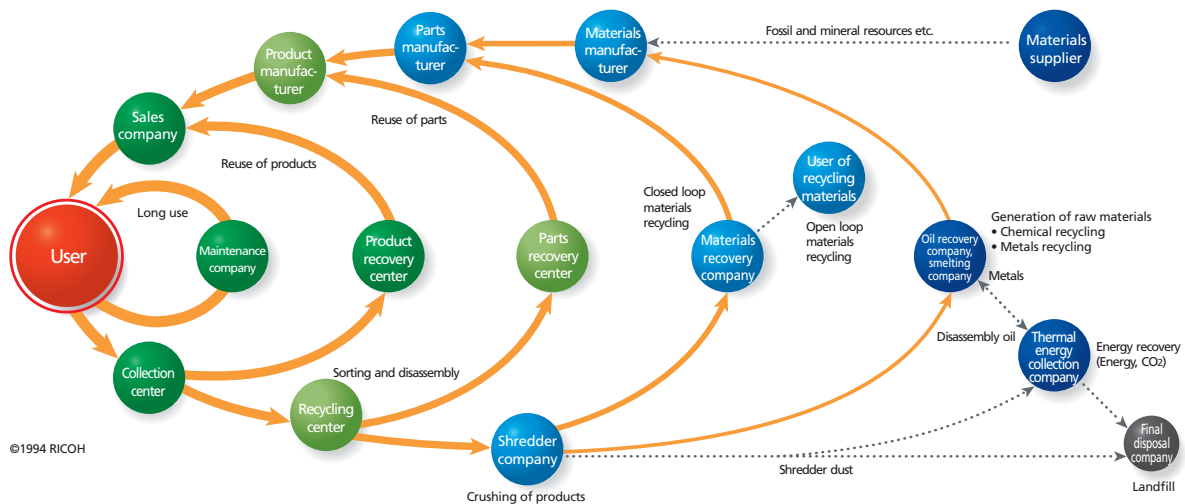 Materials
supplier
Fossil and mineral resources etc.
Materials
manufac-
turer
Parts
manufac-
turer
Product
manufac-
turer
Sales
company
Reuse of parts
Reuse of products
Long use
User
Maintenance
company
Product
recovery
center
Parts
recovery
center
Closed loop
materials
recycling
Materials
recovery
company
User of
recycling
materials
Open loop
materials
recycling
Oil recovery
company,
smelting
company
Generation of raw materials
• Chemical recycling
• Metals recycling
Metals
Disassembly oil
Thermal
energy
collection
company
Energy recovery
(Energy, CO2)
Collection
center
Sorting and disassembly
Recycling
center
Shredder
company
Crushing of products
Shredder dust
Final
disposal
company
Landfill
©1994 RICOH